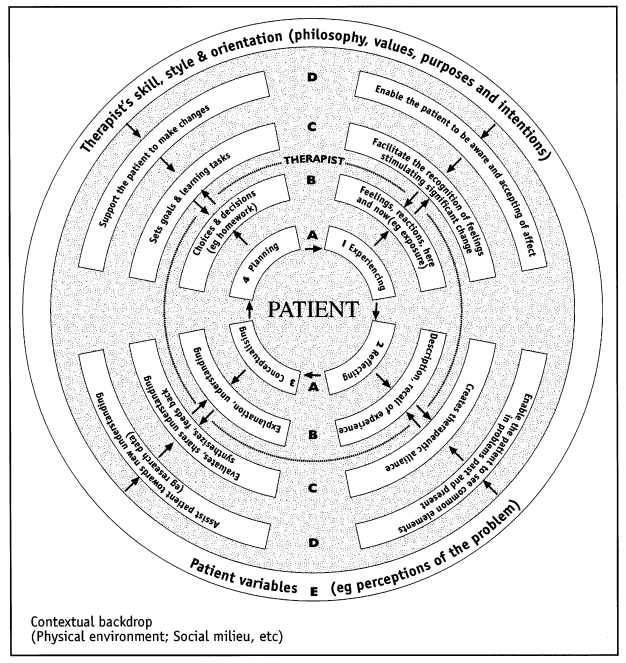 Therapist's skill, style & orientation (philosophy, values, purposes and intentions)
D
Support the patient to make changes
Enable the patient to be aware and accepting of affect
C
Sets goals & learning tasks
Facilitate the recognition of feelings
stimulating significant change
THERAPIST
B
Choices & decisions
(eg homework)
Feelings, reactions, here
and now (eg exposure)
A
4 Planning
1 Experiencing
PATIENT
3 Conceptualising
2 Reflecting
A
Explanation, understanding
Description, recall of experience
B
Evaluates, shares understanding
synthesizes, feeds back
Creates therapeutic alliance
C
Assist patient towards new understanding
(eg research data)
Enable the patient to see common elements
in problems past and present
D
Patient variables E (eg perceptions of the problem)
Contextual backdrop
(Physical environment; Social milieu, etc)